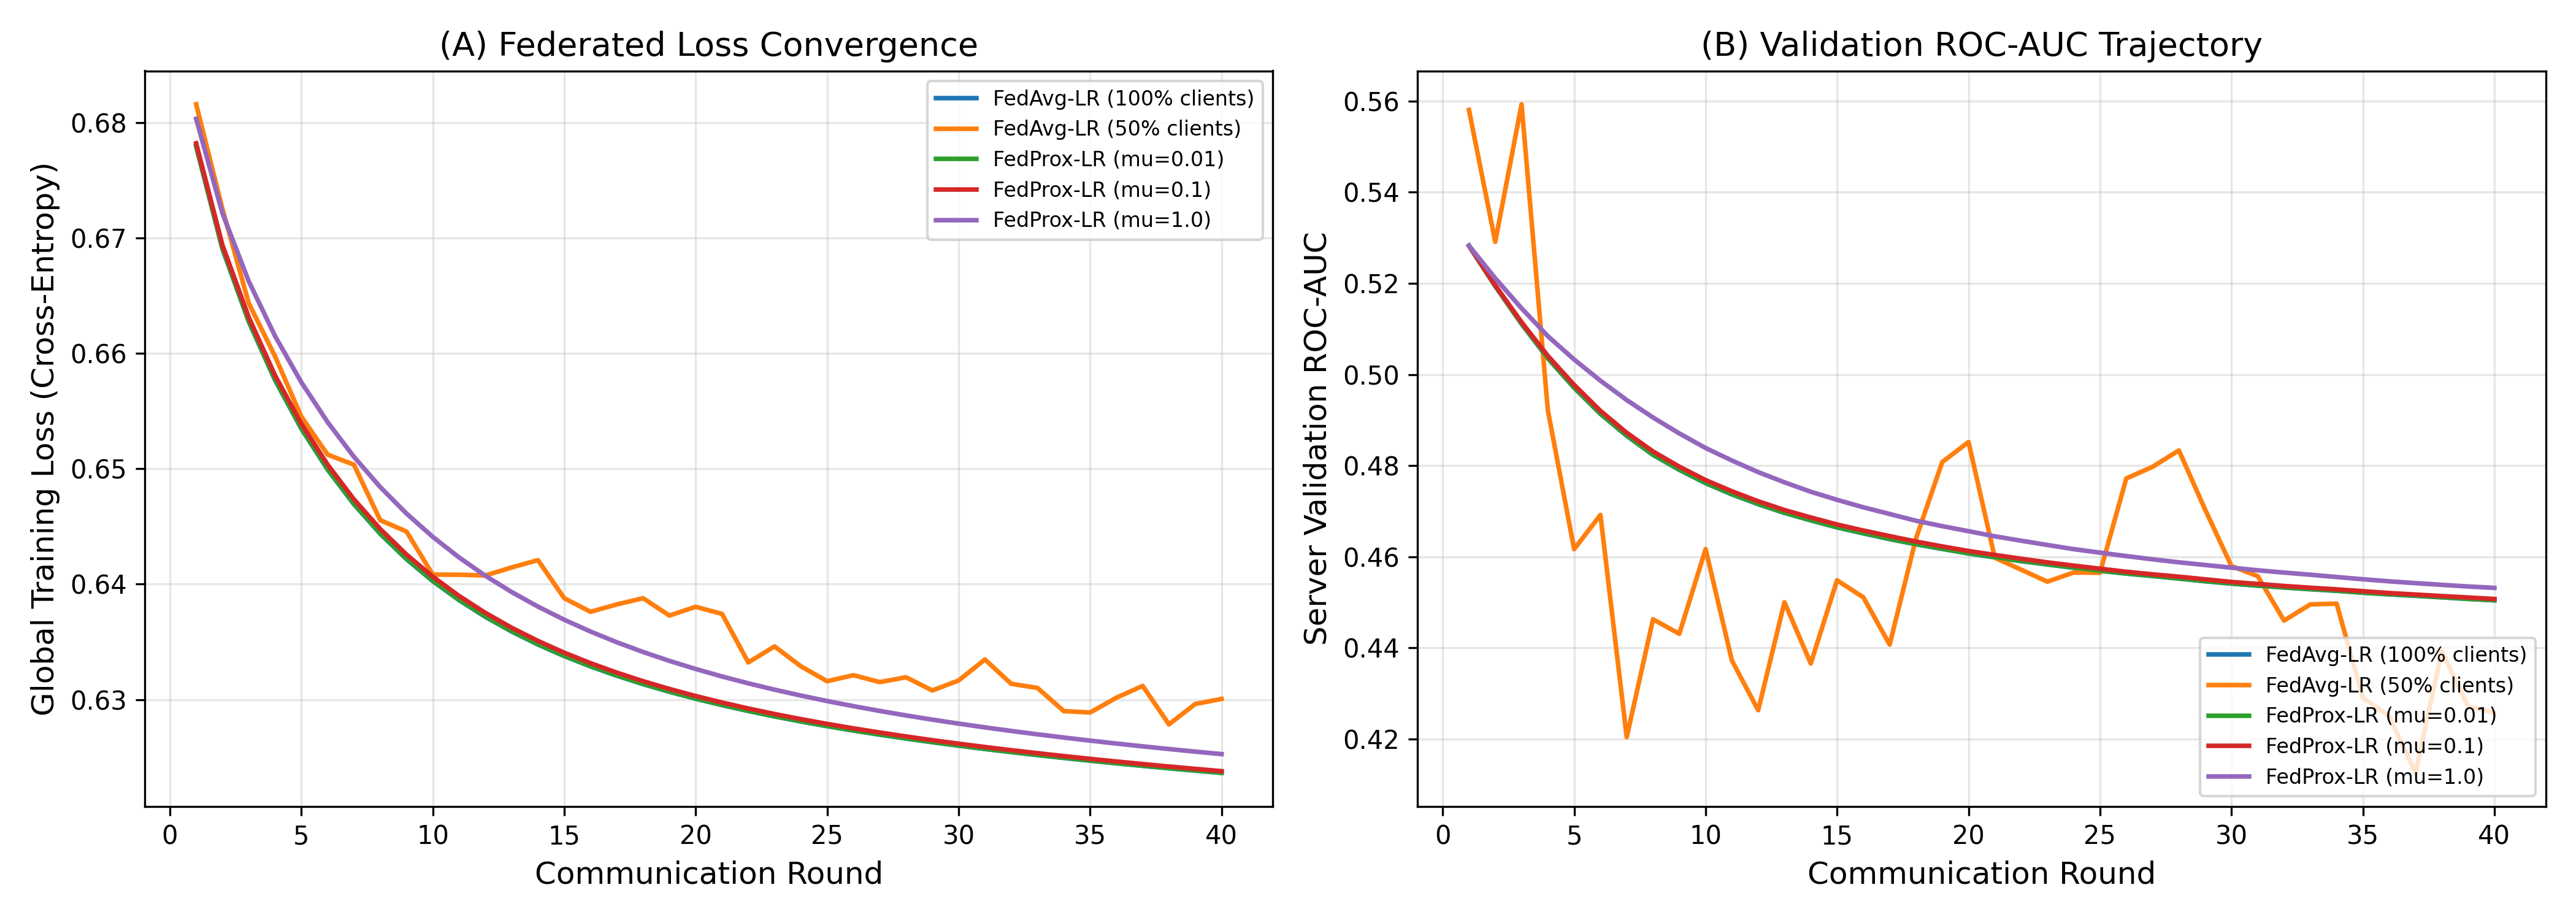 (A) Federated Loss Convergence
Global Training Loss (Cross-Entropy)
0.68
0.67
0.66
0.65
0.64
0.63
FedAvg-LR (100% clients)
FedAvg-LR (50% clients)
FedProx-LR (mu=0.01)
FedProx-LR (mu=0.1)
FedProx-LR (mu=1.0)
0 5 10 15 20 25 30 35 40
Communication Round
(B) Validation ROC-AUC Trajectory
Server Validation ROC-AUC
0.56
0.54
0.52
0.50
0.48
0.46
0.44
0.42
FedAvg-LR (100% clients)
FedAvg-LR (50% clients)
FedProx-LR (mu=0.01)
FedProx-LR (mu=0.1)
FedProx-LR (mu=1.0)
0 5 10 15 20 25 30 35 40
Communication Round